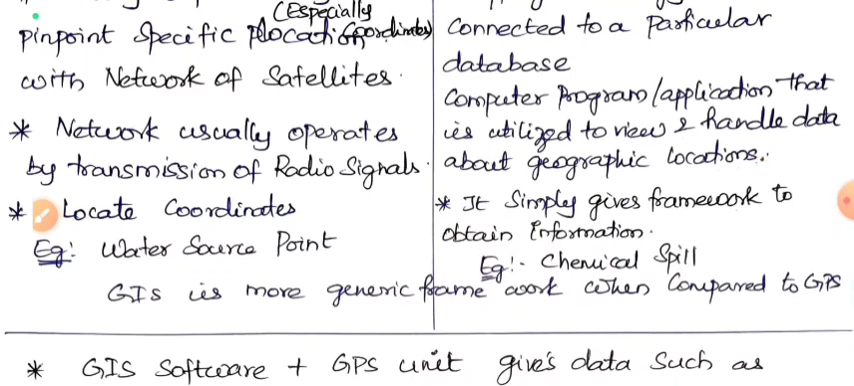 (Especially
pinpoint Specific location Coordinates)
with Network of Satellites.
* Network usually operates
by transmission of Radio Signals.
* Locate Coordinates
Eg: Water Source Point
Connected to a Particular
database
Computer Program/application that
is utilized to view & handle data
about geographic locations.
* It Simply gives framework to
obtain Information.
Eg:- Chemical Spill
GIS is more generic frame work when Compared to GPS
* GIS Software + GPS unit give's data Such as